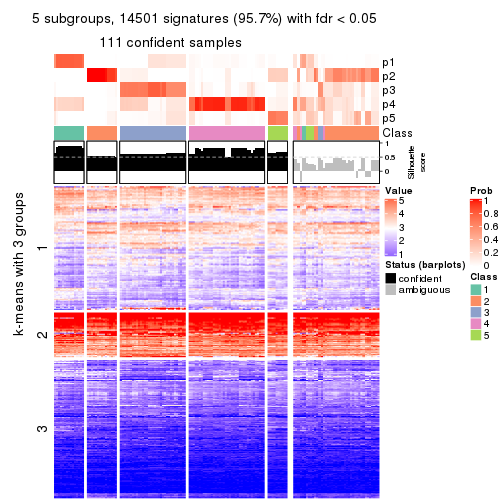 5 subgroups, 14501 signatures (95.7%) with fdr < 0.05
111 confident samples
p1
p2
p3
p4
p5
Class
1
0.5
0
Silhouette
score
k-means with 3 groups
1
2
3
Value
5
4
3
2
1
Status (barplots)
confident
ambiguous
Prob
1
0.8
0.6
0.4
0.2
0
Class
1
2
3
4
5